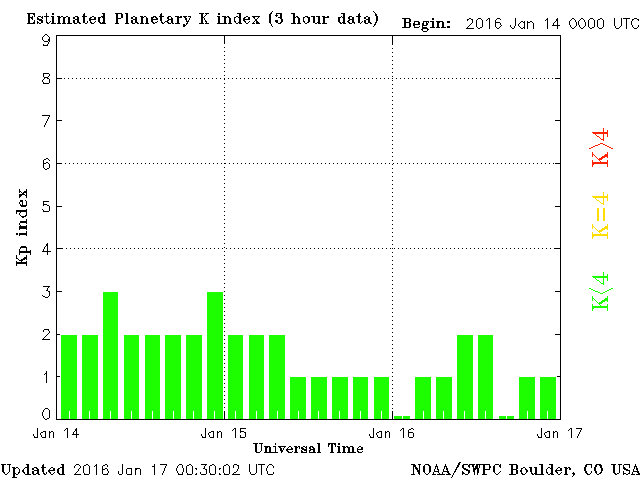 Estimated Planetary K index (3 hour data)
Begin: 2016 Jan 14 0000 UTC
9
8
7
6
5
4
3
2
1
0
Kp index
K>4
K=4
K<4
Jan 14
Jan 15
Jan 16
Jan 17
Universal Time
Updated 2016 Jan 17 00:30:02 UTC
NOAA/SWPC Boulder, CO USA